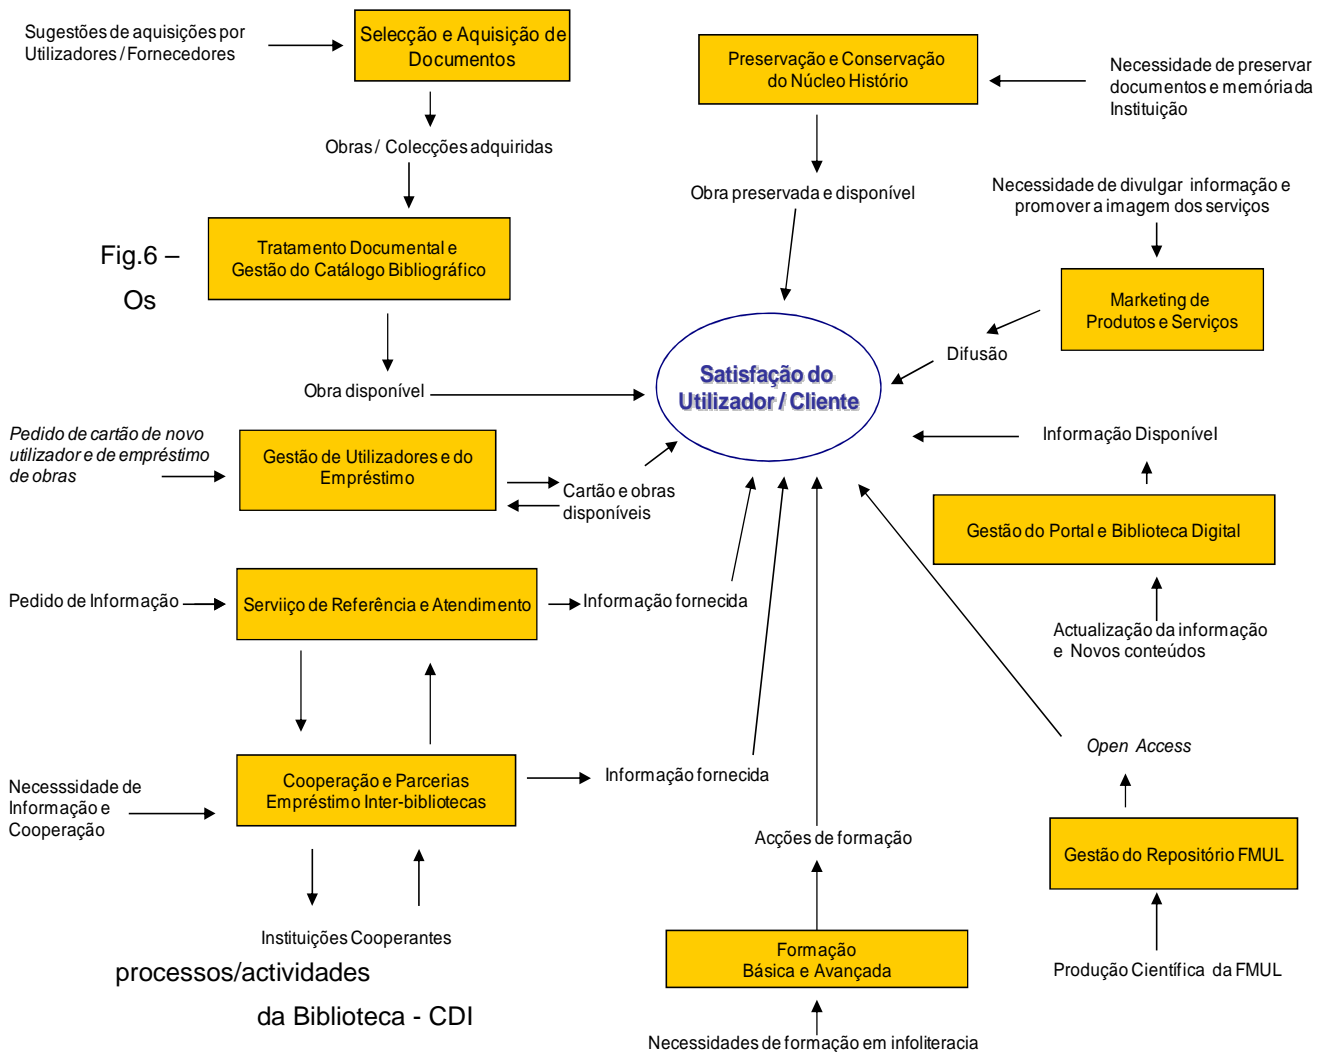 Sugestões de aquisições por
Utilizadores / Fornecedores
Selecção e Aquisição de
Documentos
Obras / Colecções adquiridas
Tratamento Documental e
Gestão do Catálogo Bibliográfico
Fig.6 –
Os
Obra disponível
Preservação e Conservação
do Núcleo Histório
Necessidade de preservar
documentos e memória da
Instituição
Obra preservada e disponível
Necessidade de divulgar informação e
promover a imagem dos serviços
Marketing de
Produtos e Serviços
Difusão
Satisfação do
Utilizador / Cliente
Pedido de cartão de novo
utilizador e de empréstimo
de obras
Gestão de Utilizadores e do
Empréstimo
Cartão e obras
disponíveis
Informação Disponível
Gestão do Portal e Biblioteca Digital
Actualização da informação
e Novos conteúdos
Pedido de Informação
Serviiço de Referência e Atendimento
Informação fornecida
Necesssidade de
Informação e
Cooperação
Cooperação e Parcerias
Empréstimo Inter-bibliotecas
Informação fornecida
Instituições Cooperantes
Open Access
Gestão do Repositório FMUL
Produção Científica da FMUL
Acções de formação
Formação
Básica e Avançada
Necessidades de formação em infoliteracia
processos/actividades
da Biblioteca - CDI